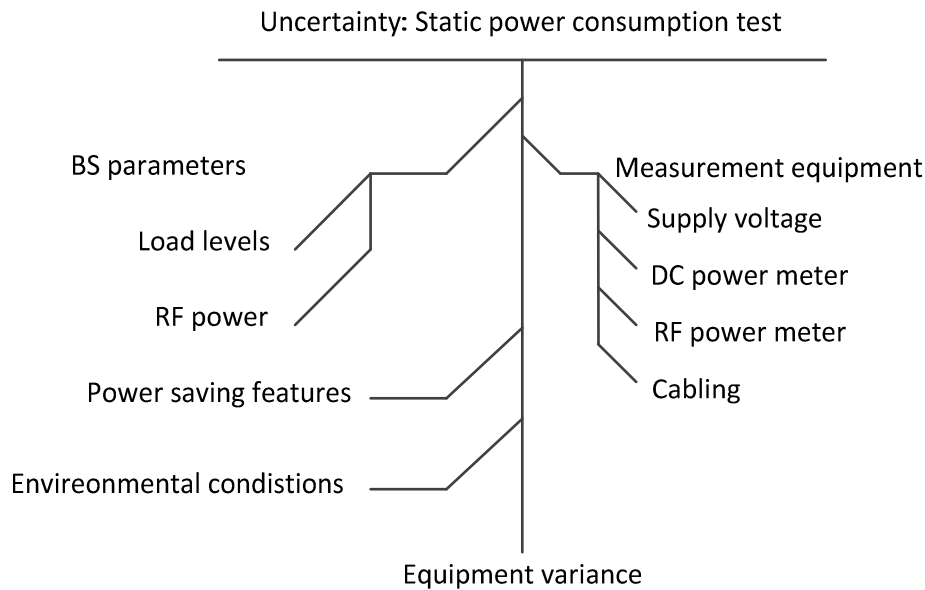 Uncertainty: Static power consumption test
BS parameters
Load levels
RF power
Power saving features
Envireonmental condistions
Measurement equipment
Supply voltage
DC power meter
RF power meter
Cabling
Equipment variance